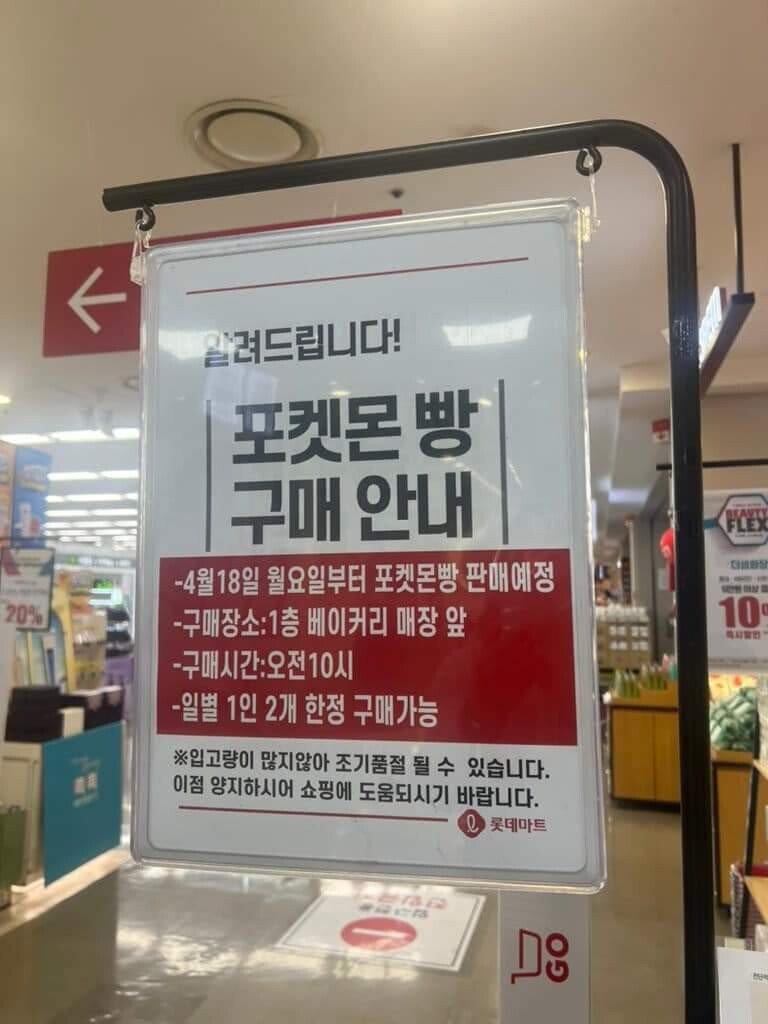 알려드립니다!
포켓몬 빵
구매 안내
-4월18일 월요일부터 포켓몬빵 판매예정
-구매장소:1층 베이커리 매장 앞
-구매시간:오전10시
-일별 1인 2개 한정 구매가능
※입고량이 많지않아 조기품절 될 수 있습니다.
이점 양지하시어 쇼핑에 도움되시기 바랍니다.
롯데마트
20%
BEAUTY
FLEX
GO